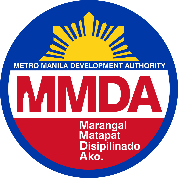 METRO MANILA DEVELOPMENT AUTHORITY
MMDA
Marangal
Matapat
Disiplinado
Ako.